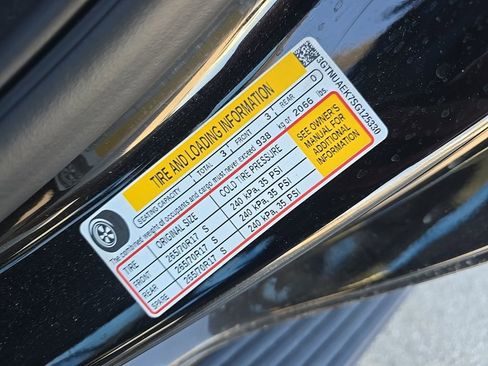 TIRE AND LOADING INFORMATION
SEATING CAPACITY TOTAL 3 FRONT 3 REAR 0
The combined weight of occupants and cargo must never exceed 938 kg or 2066 lbs.
TIRE ORIGINAL SIZE COLD TIRE PRESSURE
FRONT 265/70R17 S 240 kPa, 35 PSI
REAR 265/70R17 S 240 kPa, 35 PSI
SPARE 265/70R17 S 240 kPa, 35 PSI
SEE OWNER'S
MANUAL FOR
ADDITIONAL
INFORMATION
3GTNUAEK7SG125330